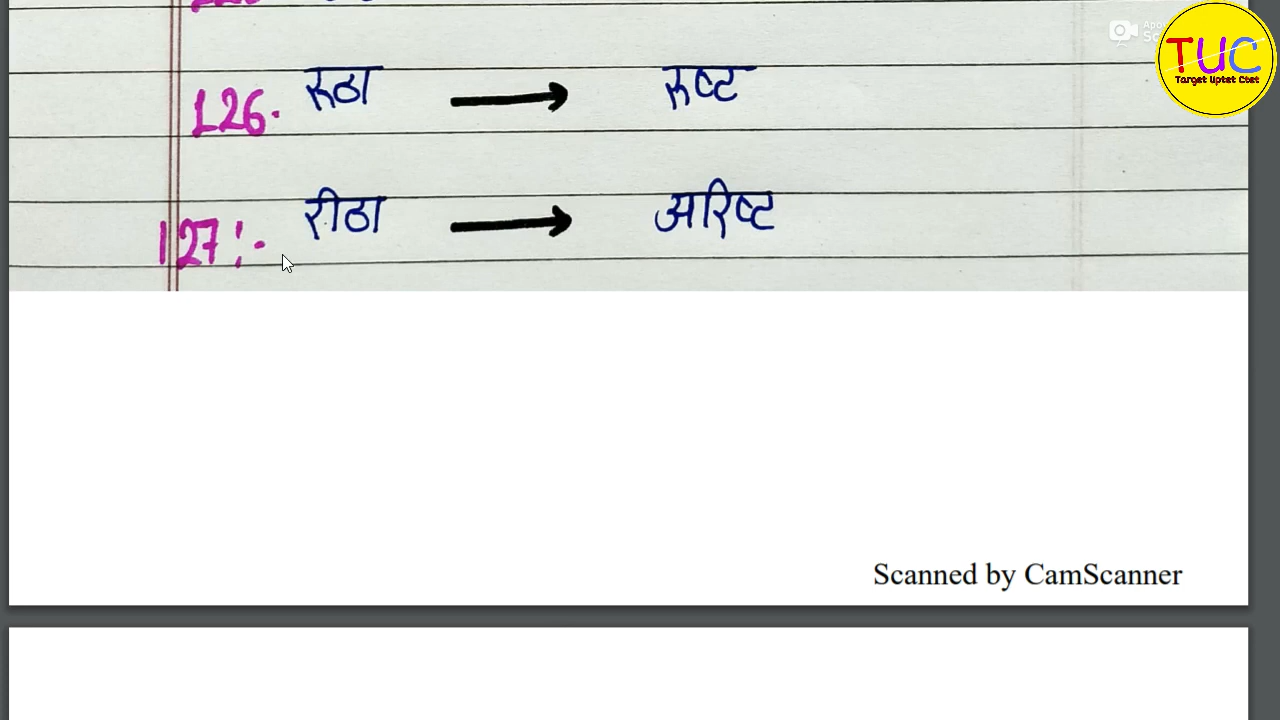 126. रूठा → रुष्ट
127:- रीठा → अरिष्ट
TUC
Target Uptet Ctet
Scanned by CamScanner